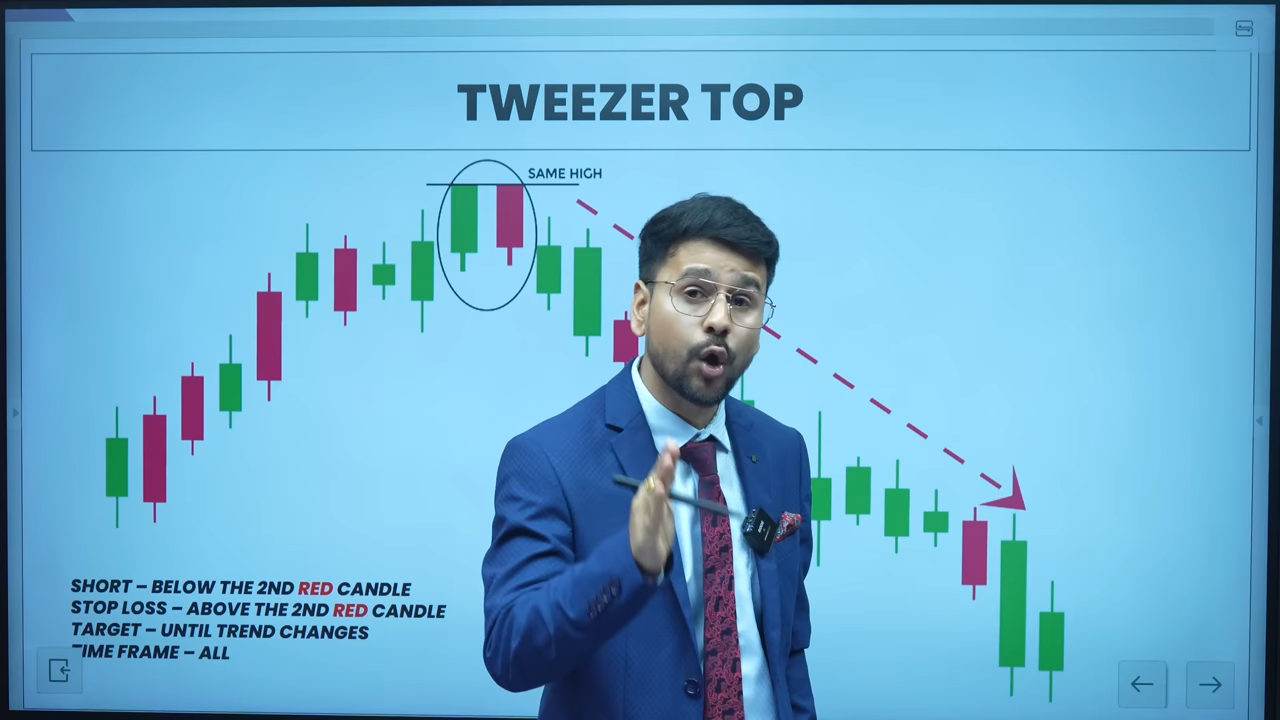 TWEEZER TOP
SAME HIGH
SHORT – BELOW THE 2ND RED CANDLE
STOP LOSS – ABOVE THE 2ND RED CANDLE
TARGET – UNTIL TREND CHANGES
TIME FRAME – ALL